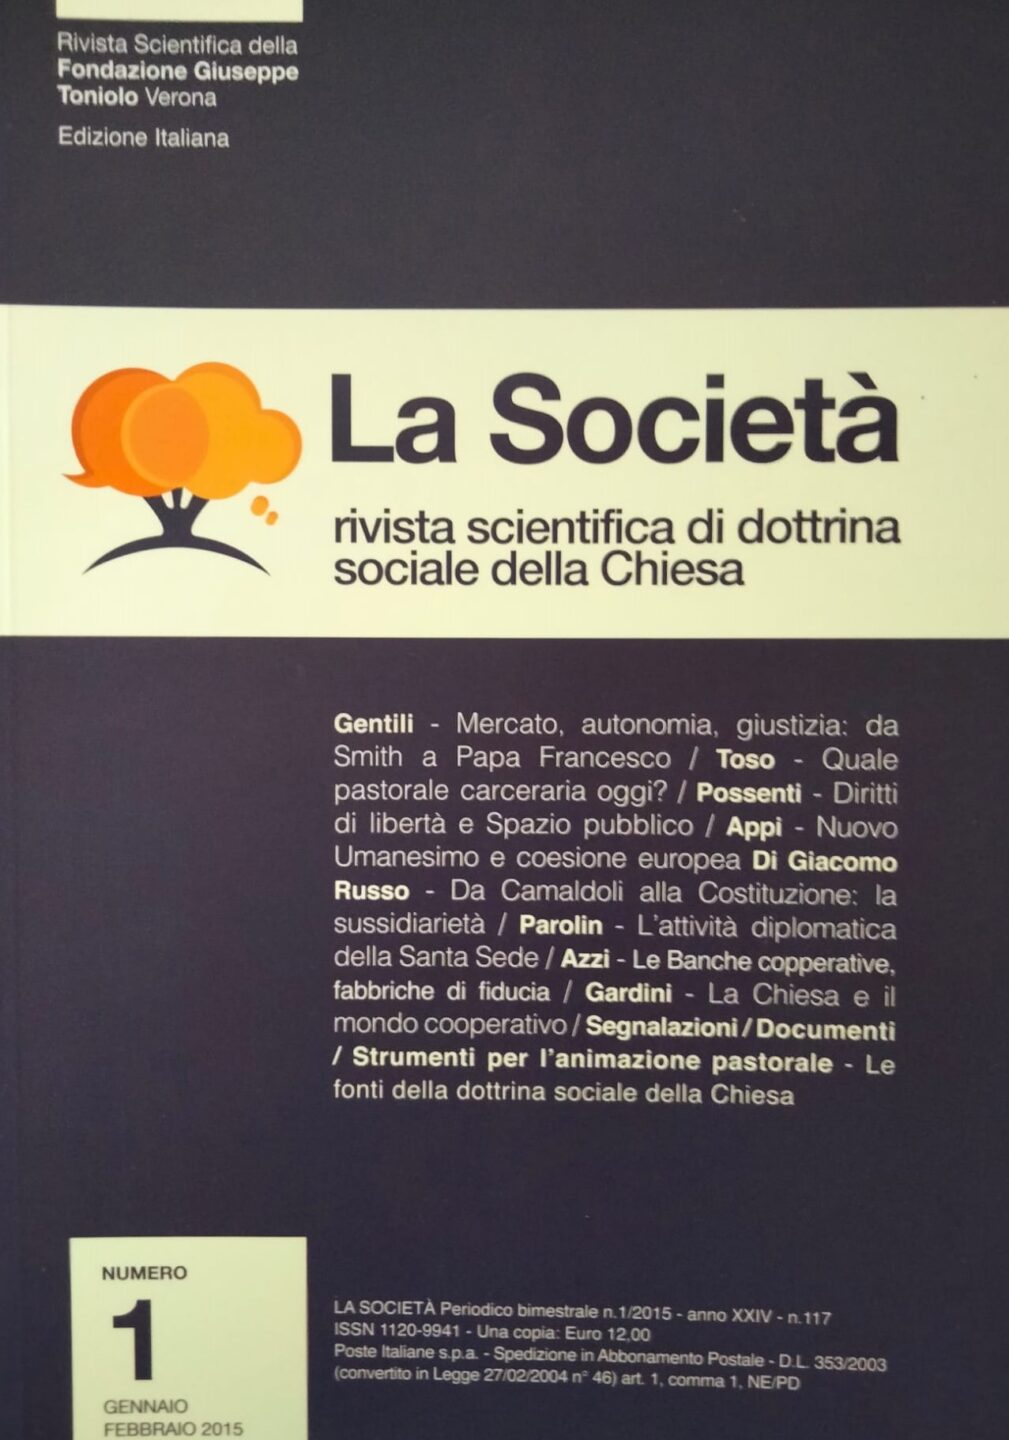 Rivista Scientifica della
Fondazione Giuseppe
Toniolo Verona
Edizione Italiana
La Società
rivista scientifica di dottrina
sociale della Chiesa
Gentili - Mercato, autonomia, giustizia: da
Smith a Papa Francesco / Toso - Quale
pastorale carceraria oggi? / Possenti - Diritti
di libertà e Spazio pubblico / Appi - Nuovo
Umanesimo e coesione europea Di Giacomo
Russo - Da Camaldoli alla Costituzione: la
sussidiarietà / Parolin - L'attività diplomatica
della Santa Sede / Azzi - Le Banche copperative,
fabbriche di fiducia / Gardini - La Chiesa e il
mondo cooperativo / Segnalazioni / Documenti
/ Strumenti per l'animazione pastorale - Le
fonti della dottrina sociale della Chiesa
NUMERO
1
GENNAIO
FEBBRAIO 2015
LA SOCIETÀ Periodico bimestrale n.1/2015 - anno XXIV - n.117
ISSN 1120-9941 - Una copia: Euro 12,00
Poste Italiane s.p.a. - Spedizione in Abbonamento Postale - D.L. 353/2003
(convertito in Legge 27/02/2004 n° 46) art. 1, comma 1, NE/PD